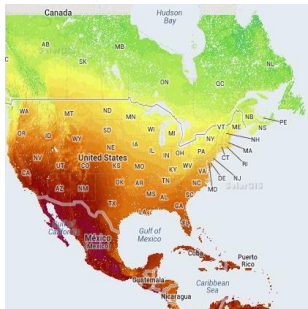 Canada
Hudson
Bay
AB
SK
MB
NL
ON
QC
WA
MT
ND
MN
NB
PE
OR
ID
SD
WI
MI
VT
ME
NS
WY
NE
IA
NY
NH
NV
UT
United States
IL
IN
OH
PA
MA
CA
CO
KS
MO
KY
WV
VA
CT
RI
AZ
NM
OK
AR
TN
NC
MD
DE
NJ
TX
MS
AL
SC
SolarGIS
LA
GA
FL
México
(Mexico)
Gulf of
Mexico
Cuba
Puerto
Rico
Guatemala
Caribbean
Sea
Nicaragua